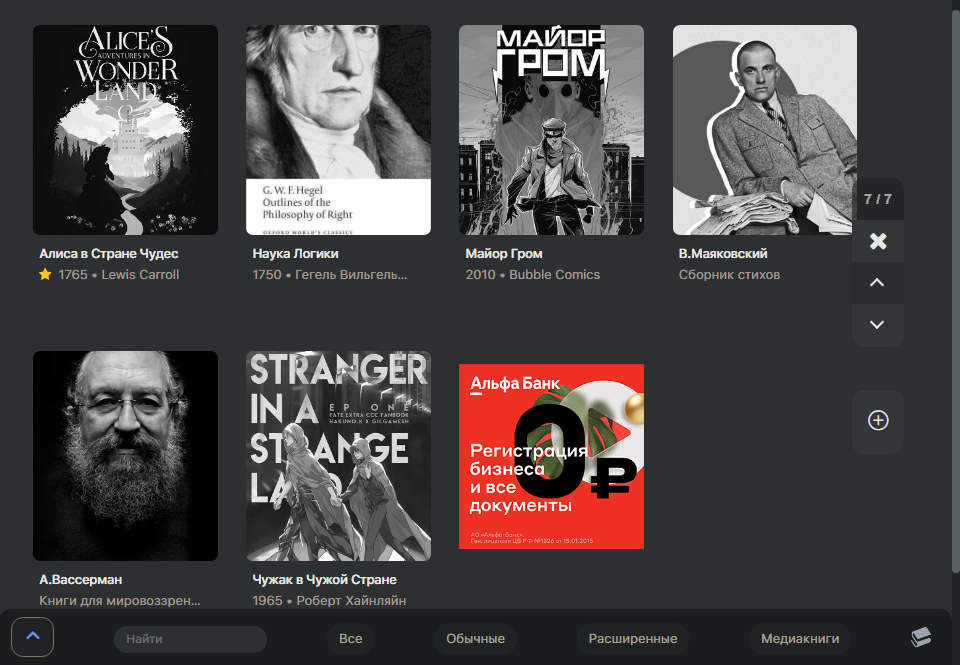 ALICE'S
ADVENTURES IN
WONDER
LAND
Алиса в Стране Чудес
1765 • Lewis Carroll
G. W. F. Hegel
Outlines of the
Philosophy of Right
OXFORD WORLD'S CLASSICS
Наука Логики
1750 • Гегель Вильгель...
МАЙОР
ГРОМ
Майор Гром
2010 • Bubble Comics
В.Маяковский
Сборник стихов
7 / 7
А.Вассерман
Книги для мировоззрен...
STRANGER
IN A
EP ONE
FATE EXTRA CCC FANBOOK
HAKUNO.K X GILGAMESH
STRANGE
LAND
Чужак в Чужой Стране
1965 • Роберт Хайнляйн
Альфа Банк
0 ₽
Регистрация
бизнеса
и все
документы
АО «Альфа-Банк».
Ген. лицензия ЦБ РФ №1326 от 15.01.2015
Найти
Все
Обычные
Расширенные
Медиакниги